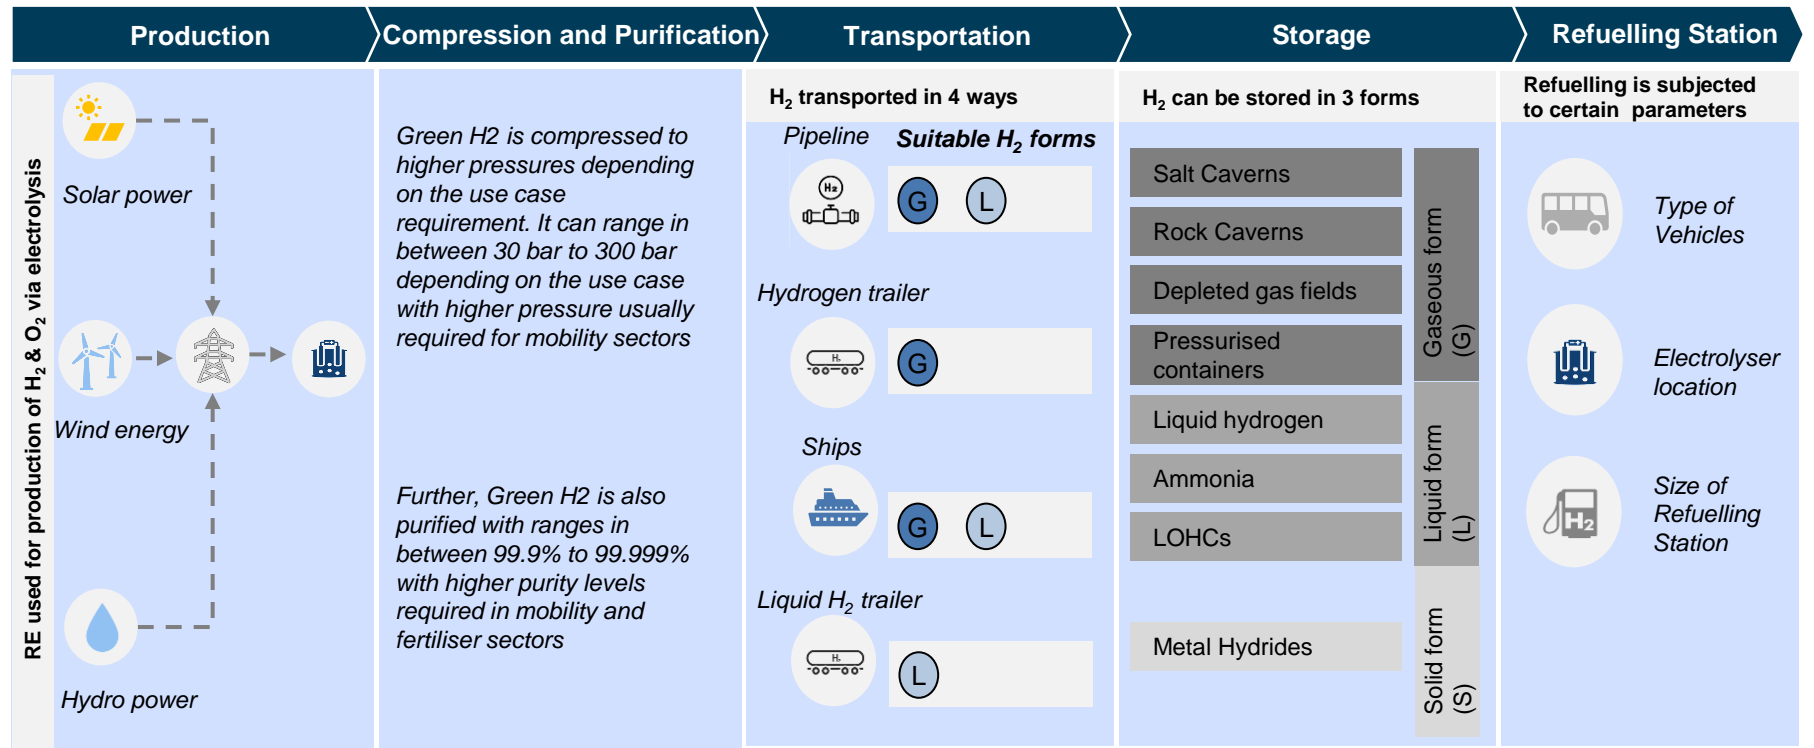 Production
Compression and Purification
Transportation
Storage
Refuelling Station
RE used for production of H2 & O2 via electrolysis
Solar power
Wind energy
Hydro power
Green H2 is compressed to
higher pressures depending
on the use case
requirement. It can range in
between 30 bar to 300 bar
depending on the use case
with higher pressure usually
required for mobility sectors
Further, Green H2 is also
purified with ranges in
between 99.9% to 99.999%
with higher purity levels
required in mobility and
fertiliser sectors
H2 transported in 4 ways
Pipeline
Suitable H2 forms
H2
G
L
Hydrogen trailer
H2
G
Ships
G
L
Liquid H2 trailer
H2
L
H2 can be stored in 3 forms
Salt Caverns
Rock Caverns
Depleted gas fields
Pressurised
containers
Gaseous form
(G)
Liquid hydrogen
Ammonia
LOHCs
Liquid form
(L)
Metal Hydrides
Solid form
(S)
Refuelling is subjected
to certain parameters
Type of
Vehicles
Electrolyser
location
H2
Size of
Refuelling
Station